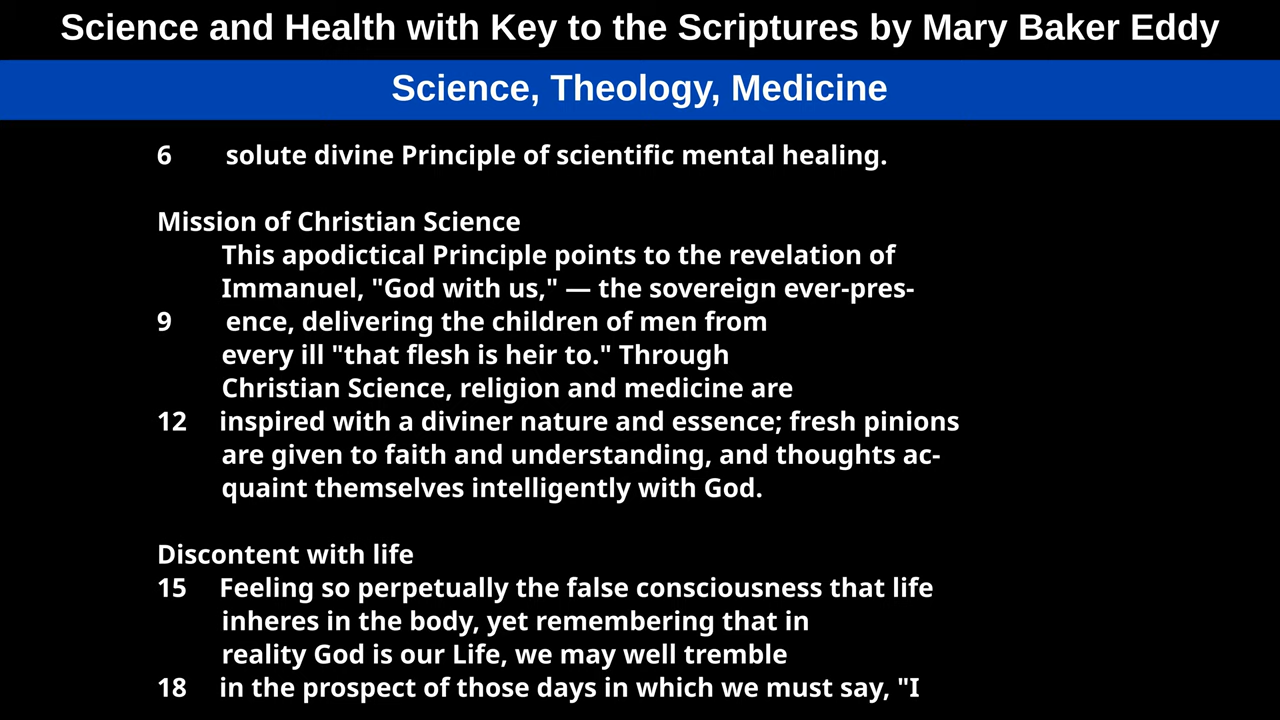 Science and Health with Key to the Scriptures by Mary Baker Eddy
Science, Theology, Medicine
6 solute divine Principle of scientific mental healing.
Mission of Christian Science
This apodictical Principle points to the revelation of
Immanuel, "God with us," — the sovereign ever-pres-
9 ence, delivering the children of men from
every ill "that flesh is heir to." Through
Christian Science, religion and medicine are
12 inspired with a diviner nature and essence; fresh pinions
are given to faith and understanding, and thoughts ac-
quaint themselves intelligently with God.
Discontent with life
15 Feeling so perpetually the false consciousness that life
inheres in the body, yet remembering that in
reality God is our Life, we may well tremble
18 in the prospect of those days in which we must say, "I